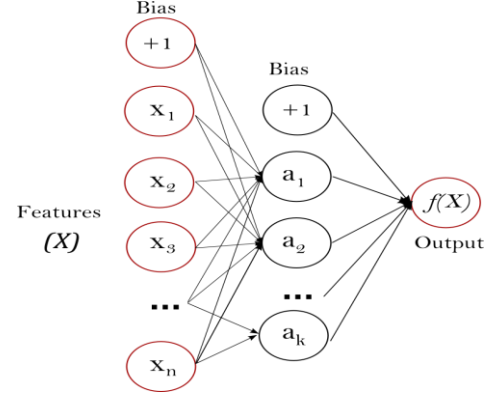 Bias
+1
x1
x2
x3
...
xn
Features
(X)
Bias
+1
a1
a2
...
ak
f(X)
Output